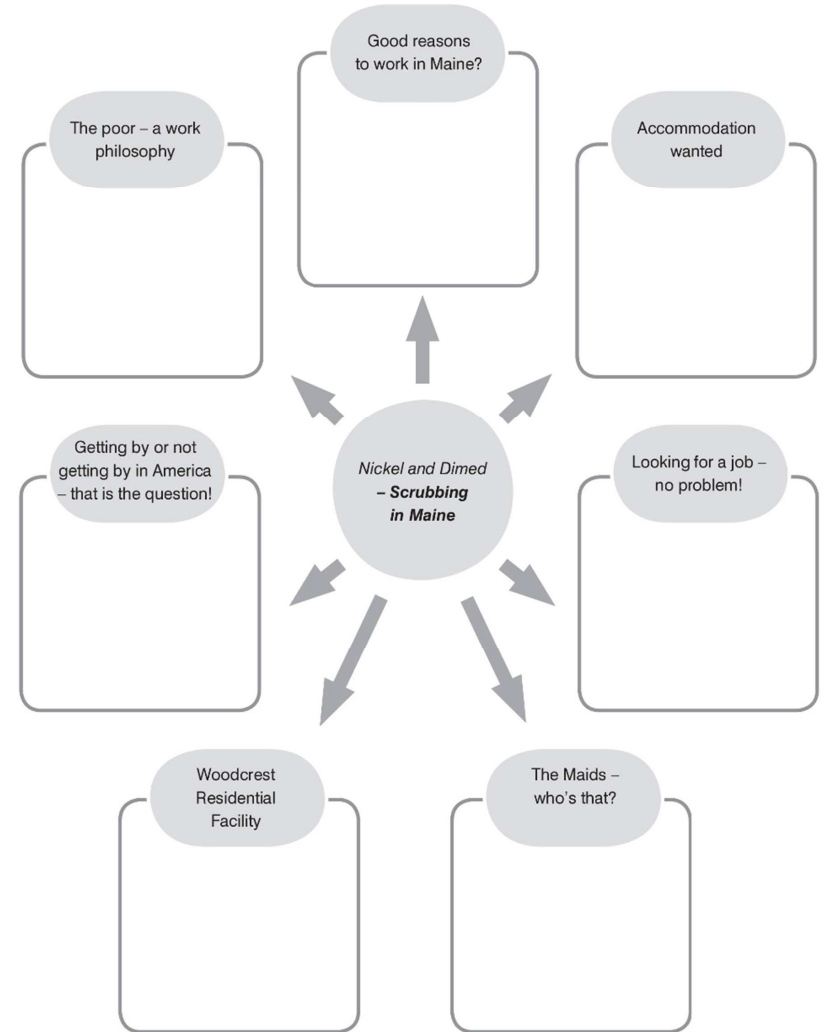 Good reasons
to work in Maine?
The poor – a work
philosophy
Accommodation
wanted
Getting by or not
getting by in America
– that is the question!
Nickel and Dimed
– Scrubbing
in Maine
Looking for a job –
no problem!
Woodcrest
Residential
Facility
The Maids –
who's that?